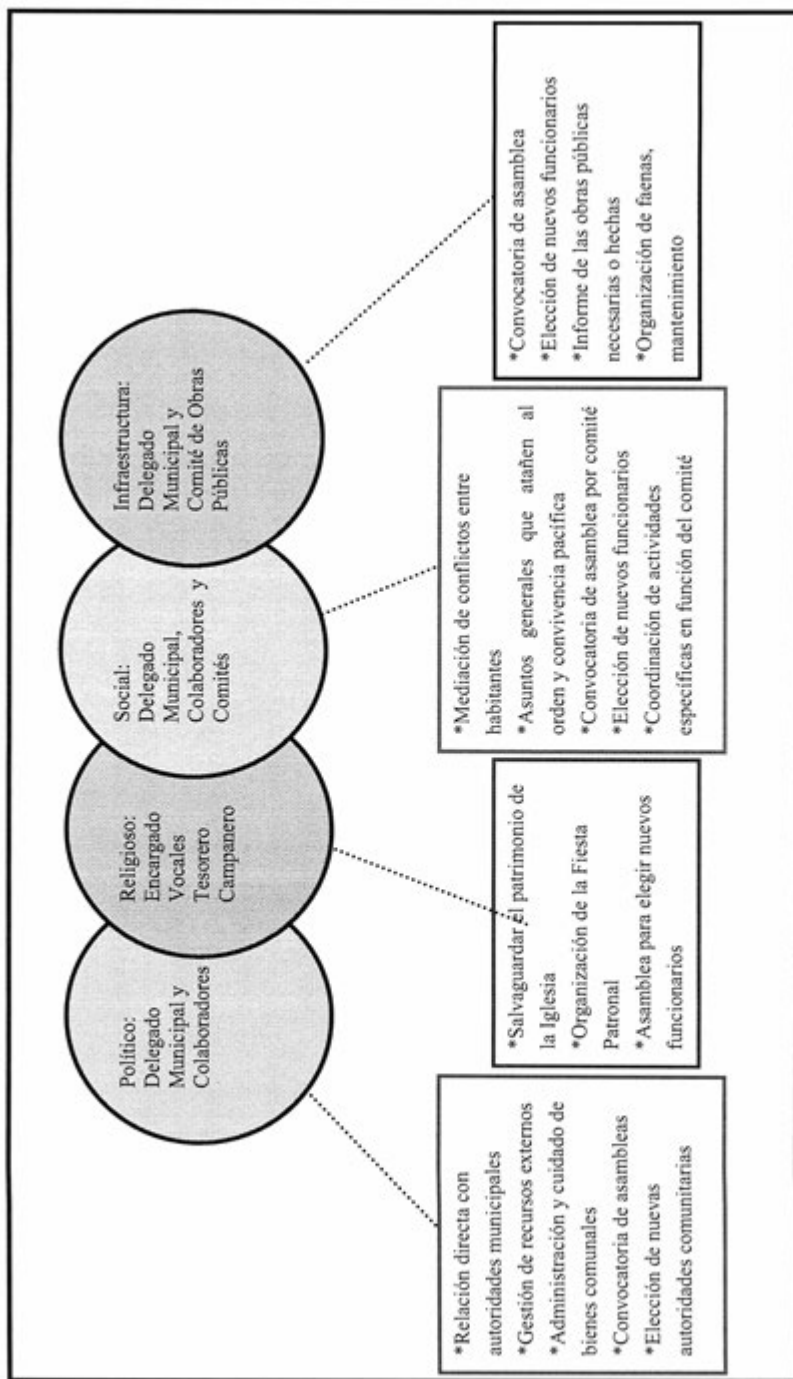 Político:
Delegado
Municipal y
Colaboradores
Religioso:
Encargado
Vocales
Tesorero
Campanero
Social:
Delegado
Municipal,
Colaboradores y
Comités
Infraestructura:
Delegado
Municipal y
Comité de Obras
Públicas
*Relación directa con
autoridades municipales
*Gestión de recursos externos
*Administración y cuidado de
bienes comunales
*Convocatoria de asambleas
*Elección de nuevas
autoridades comunitarias
*Salvaguardar el patrimonio de
la Iglesia
*Organización de la Fiesta
Patronal
*Asamblea para elegir nuevos
funcionarios
*Mediación de conflictos entre
habitantes
*Asuntos generales que atañen al
orden y convivencia pacífica
*Convocatoria de asamblea por comité
*Elección de nuevos funcionarios
*Coordinación de actividades
específicas en función del comité
*Convocatoria de asamblea
*Elección de nuevos funcionarios
*Informe de las obras públicas
necesarias o hechas
*Organización de faenas,
mantenimiento